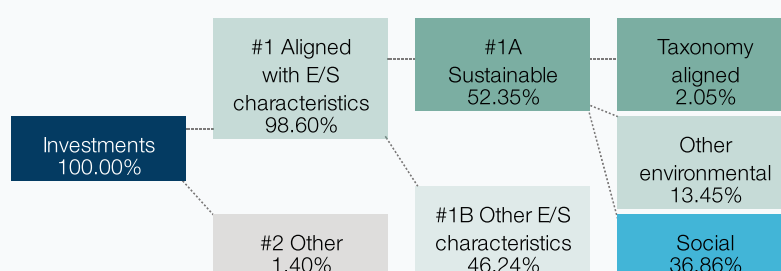 Investments
100.00%
#1 Aligned
with E/S
characteristics
98.60%
#2 Other
1.40%
#1A
Sustainable
52.35%
#1B Other E/S
characteristics
46.24%
Taxonomy
aligned
2.05%
Other
environmental
13.45%
Social
36.86%